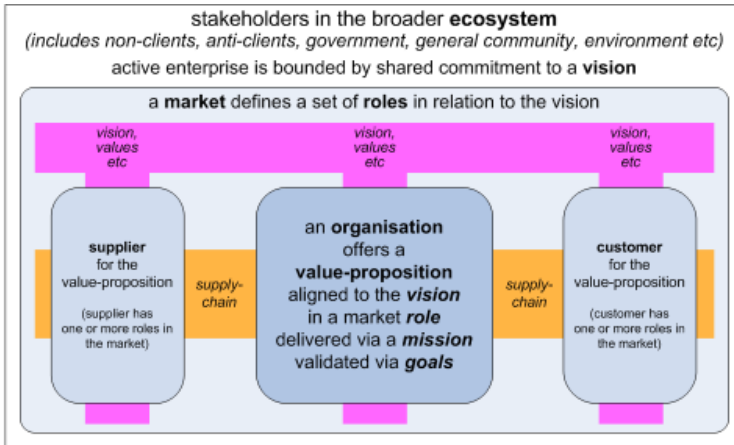 stakeholders in the broader ecosystem
(includes non-clients, anti-clients, government, general community, environment etc)
active enterprise is bounded by shared commitment to a vision
a market defines a set of roles in relation to the vision
vision,
values
etc
vision,
values
etc
vision,
values
etc
supplier
for the
value-proposition
(supplier has
one or more roles in
the market)
supply-
chain
an organisation
offers a
value-proposition
aligned to the vision
in a market role
delivered via a mission
validated via goals
supply-
chain
customer
for the
value-proposition
(customer has
one or more roles in
the market)